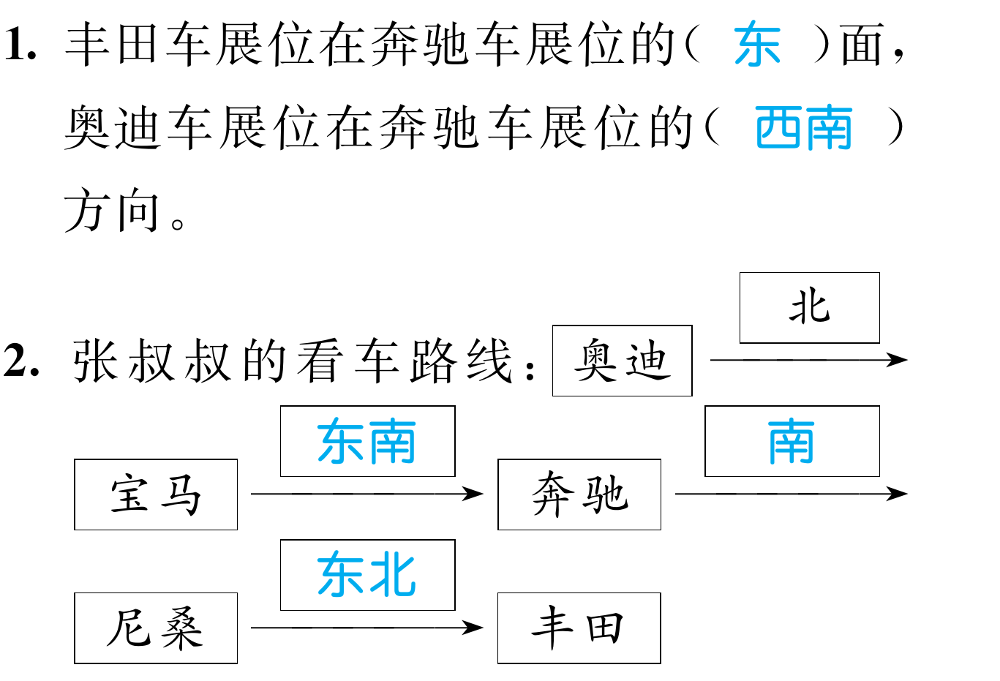 1. 丰田车展位在奔驰车展位的( 东 )面，
奥迪车展位在奔驰车展位的( 西南 )
方向。
北
2. 张叔叔的看车路线：奥迪
东南 南
宝马 奔驰
东北
尼桑 丰田